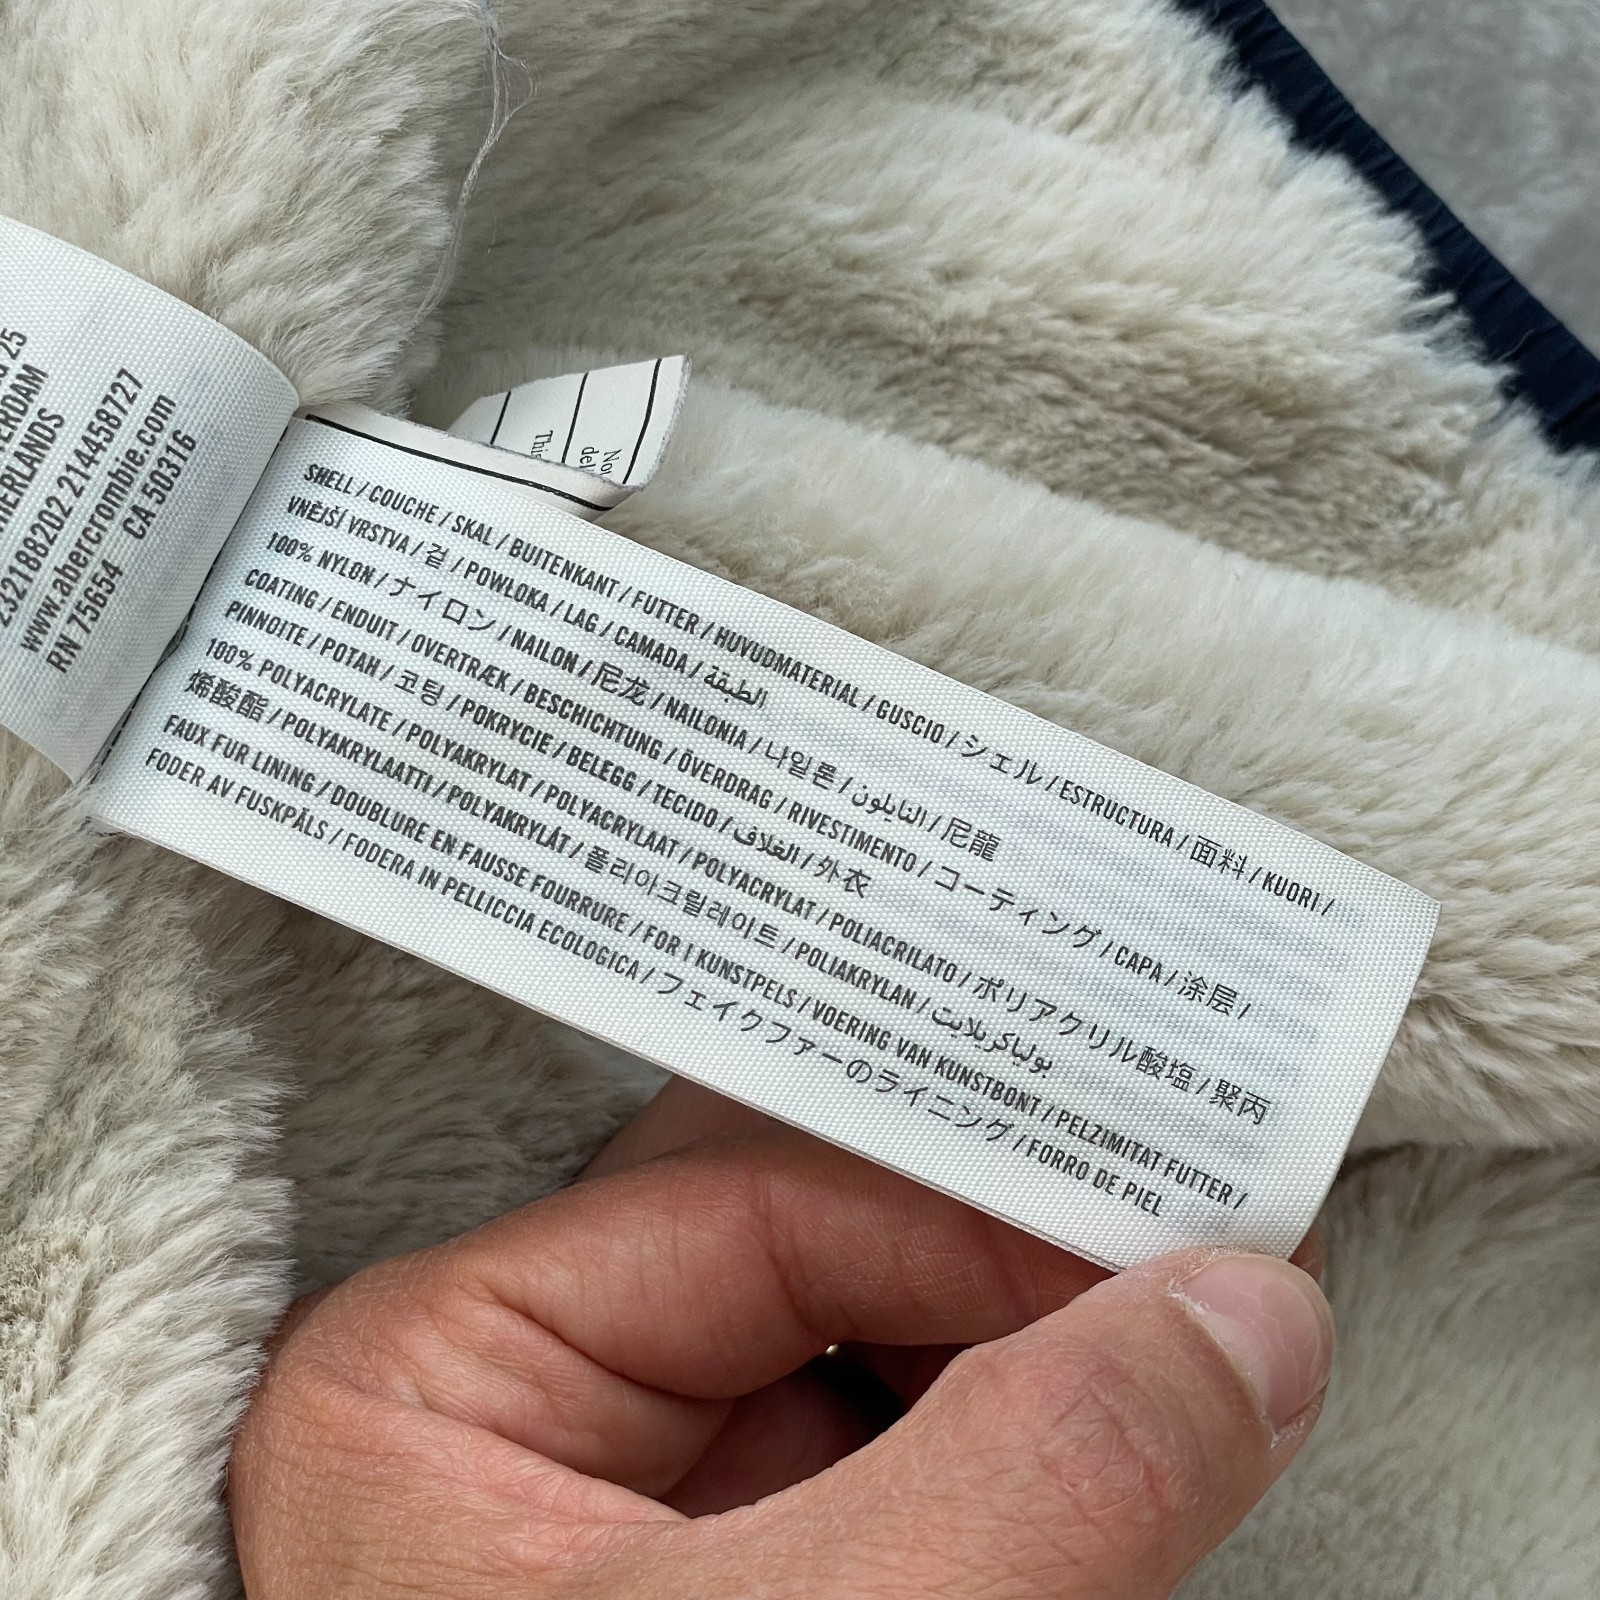 25
ERDAM
HERLANDS
232188202 214458727
www.abercrombie.com
RN 75654 CA 50316
SHELL / COUCHE / SKAL / BUITENKANT / FUTTER / HUVUDMATERIAL / GUSCIO / シェル / ESTRUCTURA / 面料 / KUORI /
VNĚJŠÍ VRSTVA / 겉 / POWŁOKA / LAG / CAMADA / الطبقة
100% NYLON / ナイロン / NAILON / 尼龙 / NAILONIA / 나일론 / النايلون / 尼龍
COATING / ENDUIT / OVERTRÆK / BESCHICHTUNG / ÖVERDRAG / RIVESTIMENTO / コーティング / CAPA / 涂层 /
PINNOITE / POTAH / 코팅 / POKRYCIE / BELEGG / TECIDO / الغلاف / 外衣
100% POLYACRYLATE / POLYAKRYLAT / POLYACRYLAAT / POLYACRYLAT / POLIACRILATO / ポリアクリル酸塩 / 聚丙
烯酸酯 / POLYAKRYLAATTI / POLYAKRYLÁT / 폴리아크릴레이트 / POLIAKRYLAN / بولياكريلايت
FAUX FUR LINING / DOUBLURE EN FAUSSE FOURRURE / FOR I KUNSTPELS / VOERING VAN KUNSTBONT / PELZIMITAT FUTTER /
FODER AV FUSKPÄLS / FODERA IN PELLICCIA ECOLOGICA / フェイクファーのライニング / FORRO DE PIEL